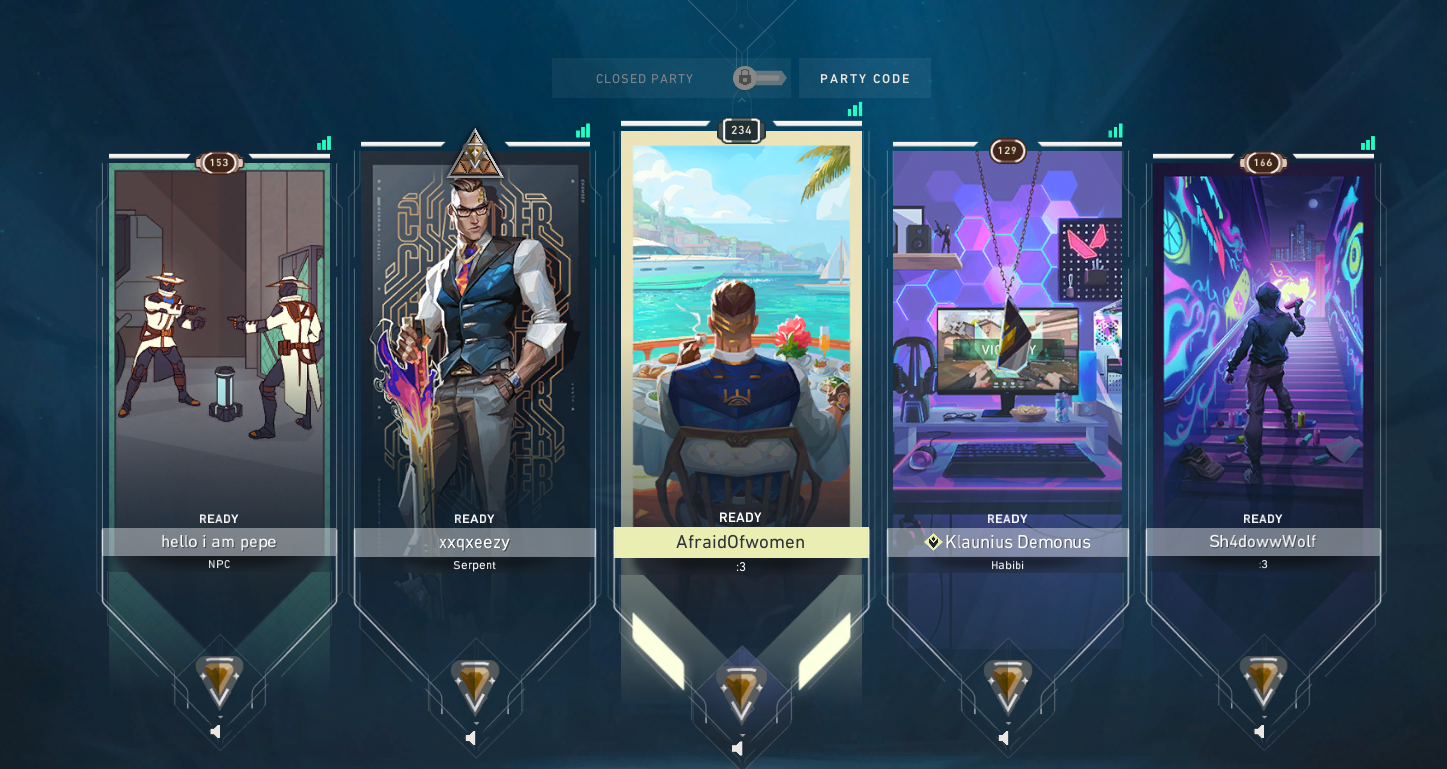 CLOSED PARTY
PARTY CODE
153
234
129
166
CHAMBER
READY
hello i am pepe
NPC
READY
xxqxeezy
Serpent
READY
AfraidOfwomen
:3
READY
Klaunius Demonus
Habibi
READY
Sh4dowwWolf
:3